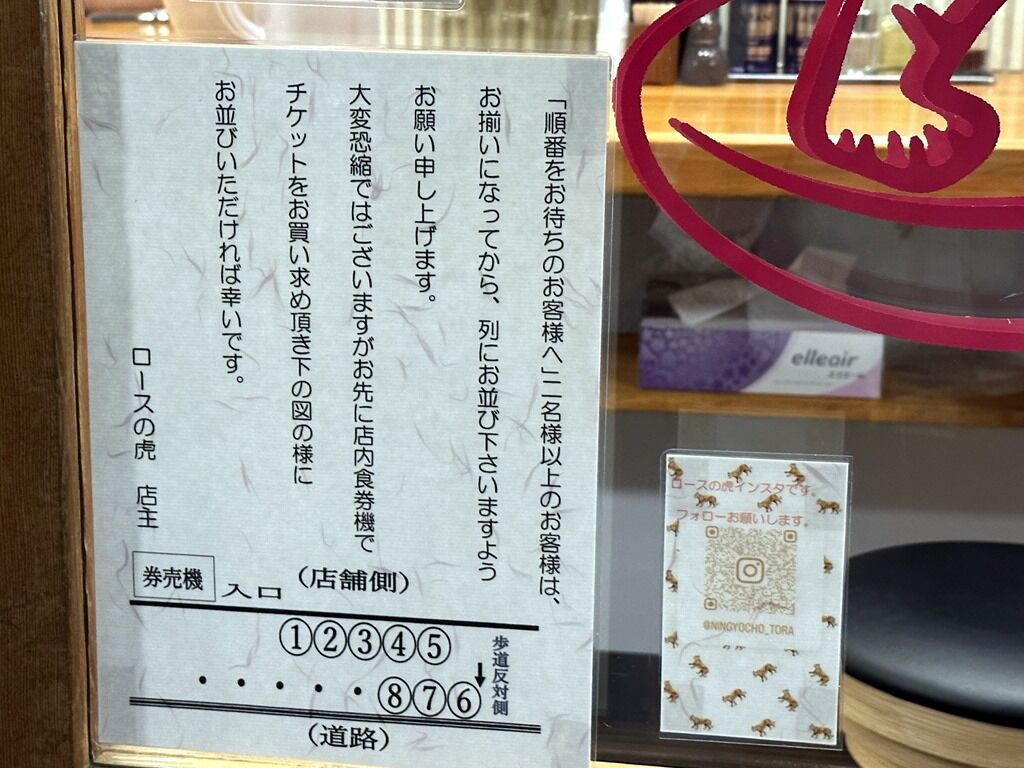 「順番をお待ちのお客様へ」二名様以上のお客様は、
お揃いになってから、列にお並び下さいますよう
お願い申し上げます。
大変恐縮ではございますがお先に店内食券機で
チケットをお買い求め頂き下の図の様に
お並びいただければ幸いです。
ロースの虎 店主
券売機
入口
(店舗側)
①②③④⑤
歩道反対側
↓
・・・・・⑧⑦⑥
(道路)
elleair
ロースの虎インスタです。
フォローお願いします。
@NINGYOCHO_TORA